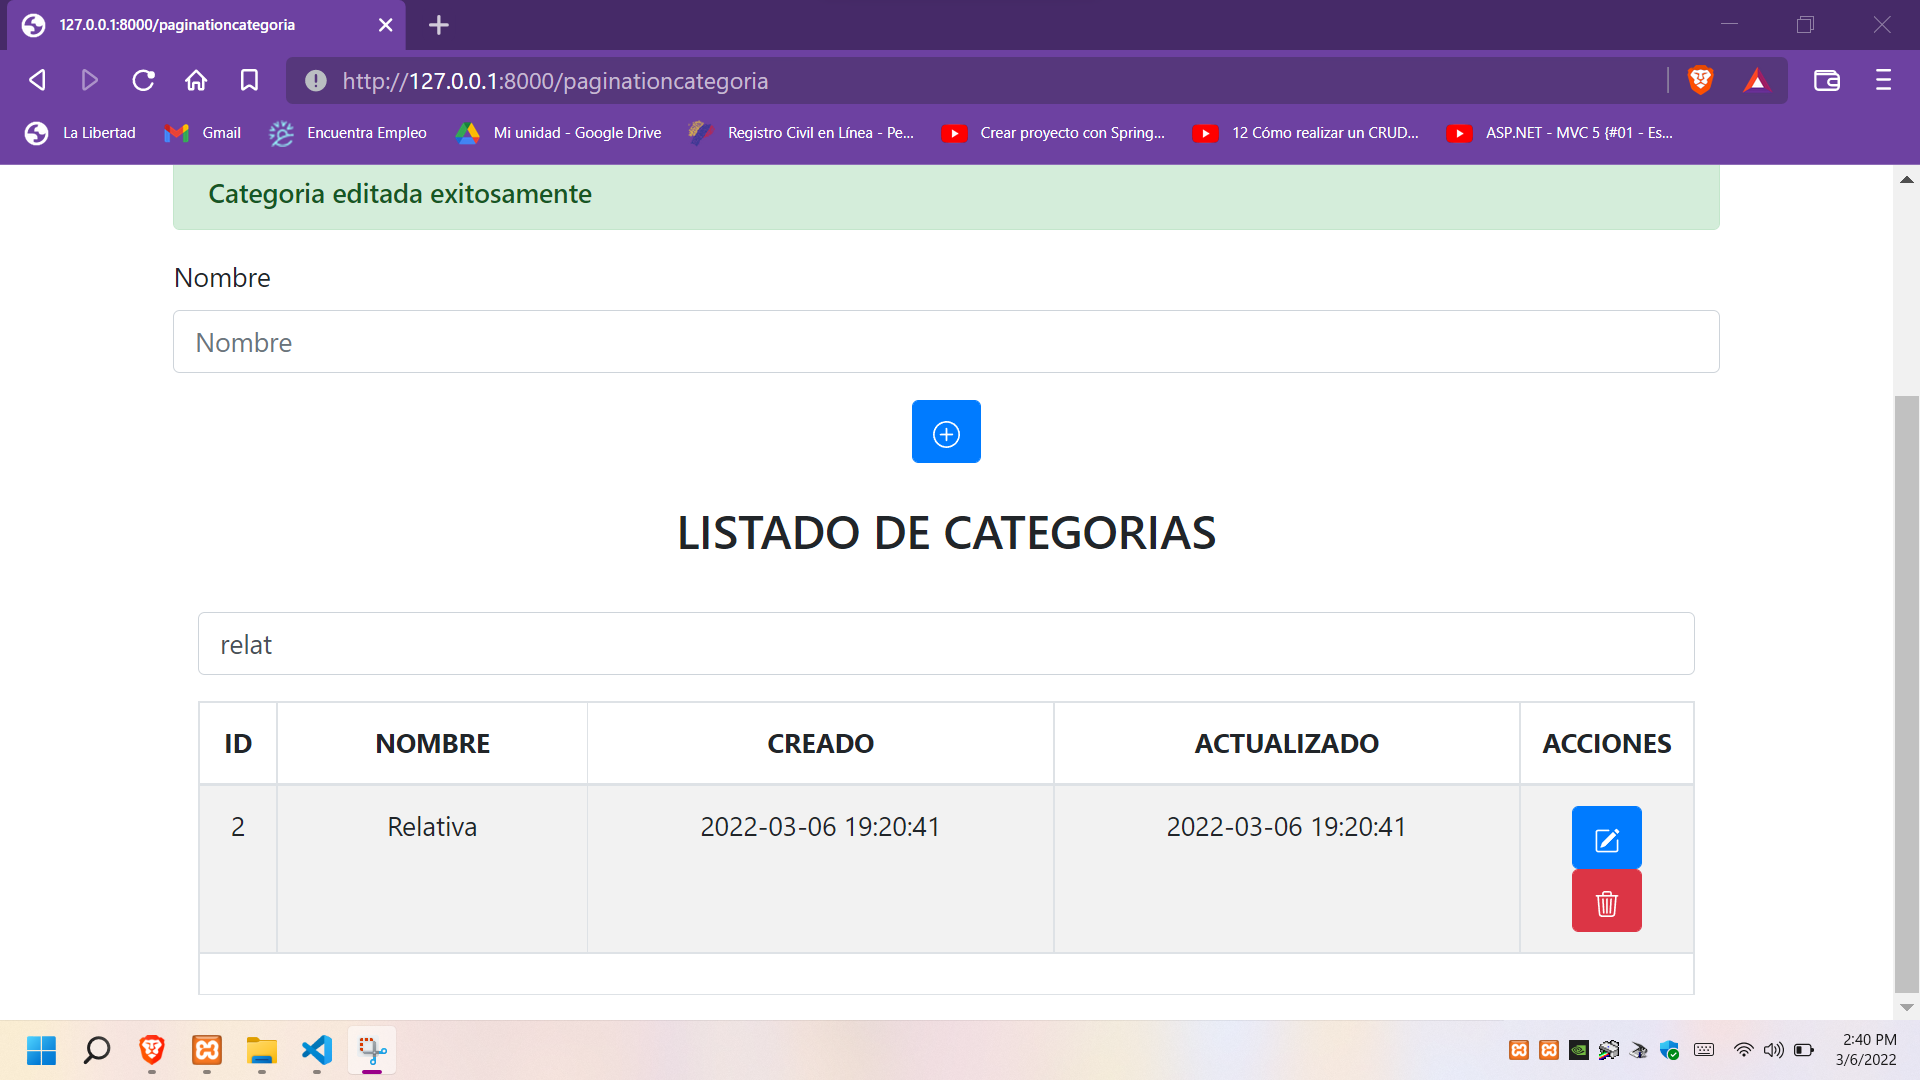 127.0.0.1:8000/paginationcategoria
http://127.0.0.1:8000/paginationcategoria
La Libertad
Gmail
Encuentra Empleo
Mi unidad - Google Drive
Registro Civil en Línea - Pe...
Crear proyecto con Spring...
12 Cómo realizar un CRUD...
ASP.NET - MVC 5 {#01 - Es...
Categoria editada exitosamente
Nombre
Nombre
LISTADO DE CATEGORIAS
relat
ID NOMBRE CREADO ACTUALIZADO ACCIONES
2 Relativa 2022-03-06 19:20:41 2022-03-06 19:20:41
2:40 PM
3/6/2022